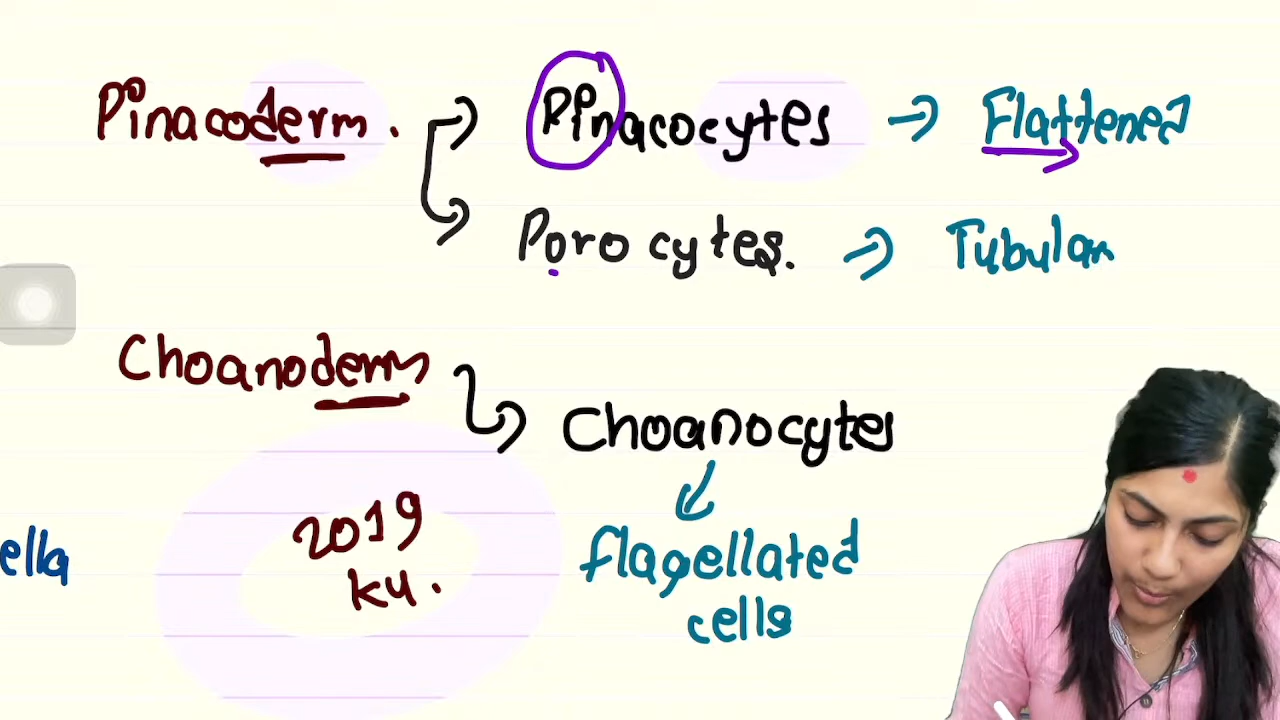 Pinacoderm. → Pinacocytes → Flattened
Porocytes. → Tubular
Choanoderm
Choanocytes
2019
KU.
ella
flagellated
cells